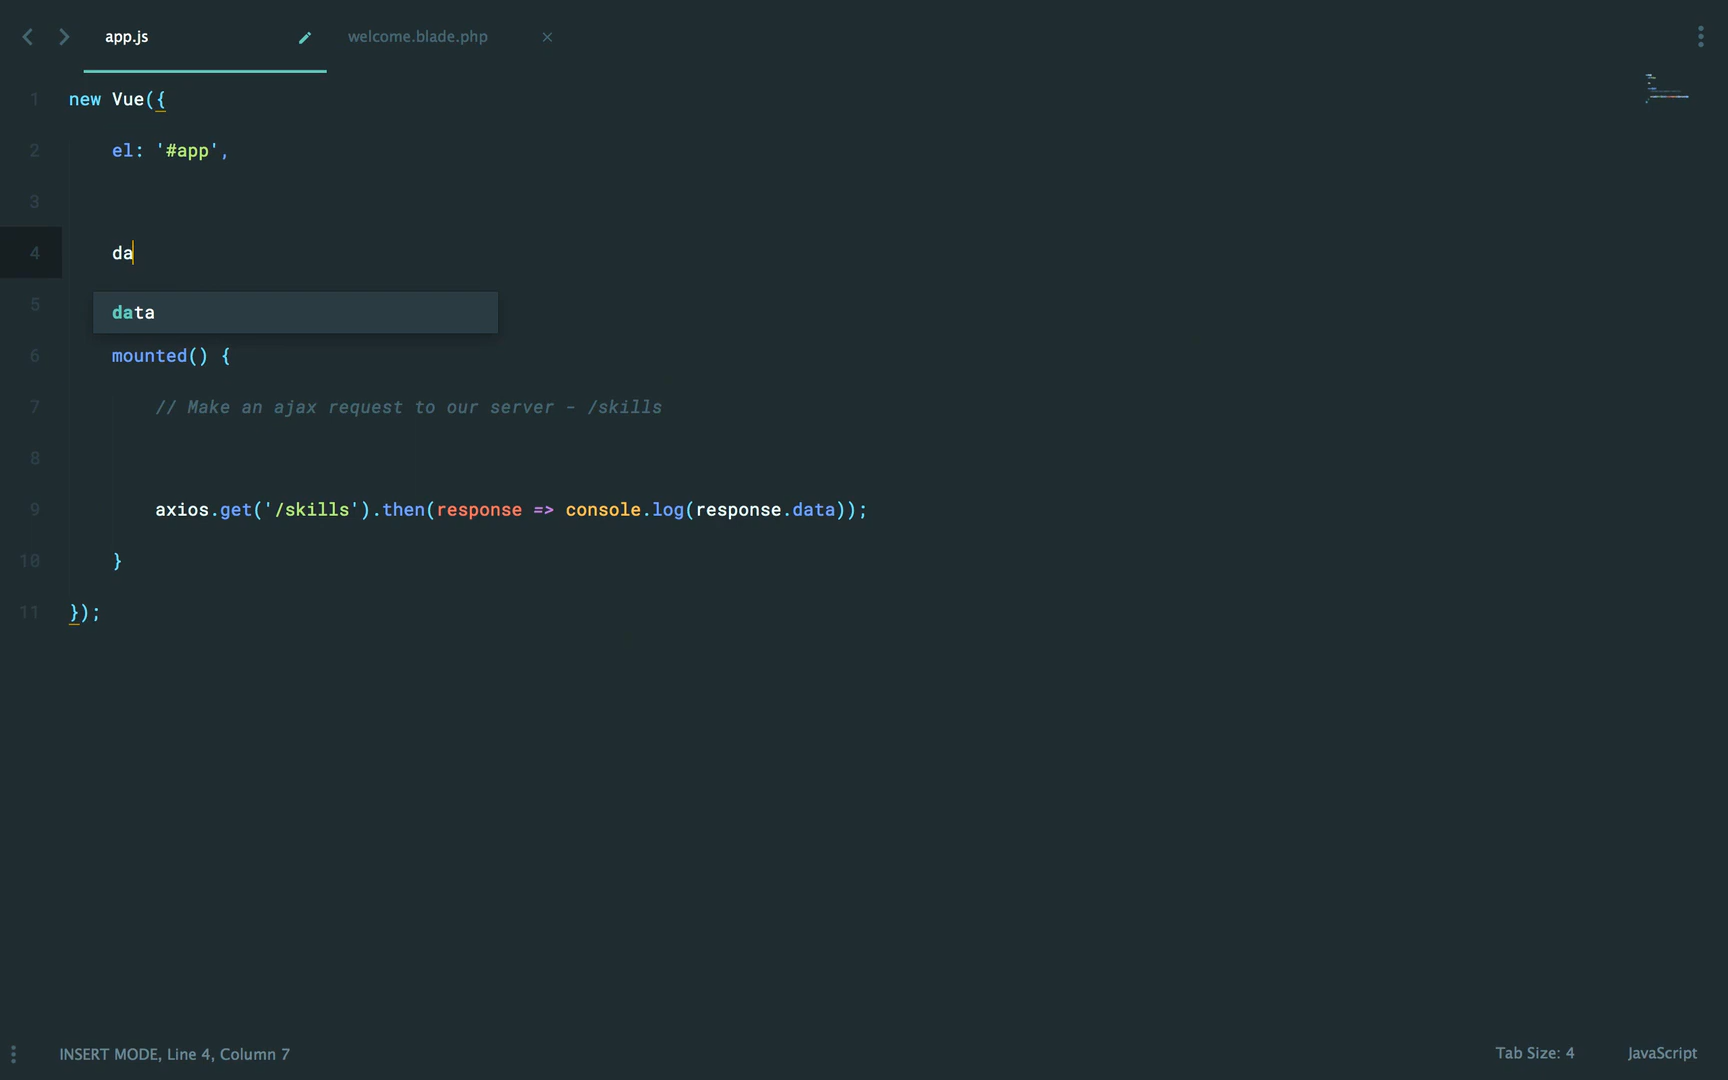 app.js
welcome.blade.php
1 new Vue({
2 el: '#app',
3
4 da
data
5
6 mounted() {
7 // Make an ajax request to our server - /skills
8
9 axios.get('/skills').then(response => console.log(response.data));
10 }
11 });
INSERT MODE, Line 4, Column 7
Tab Size: 4
JavaScript